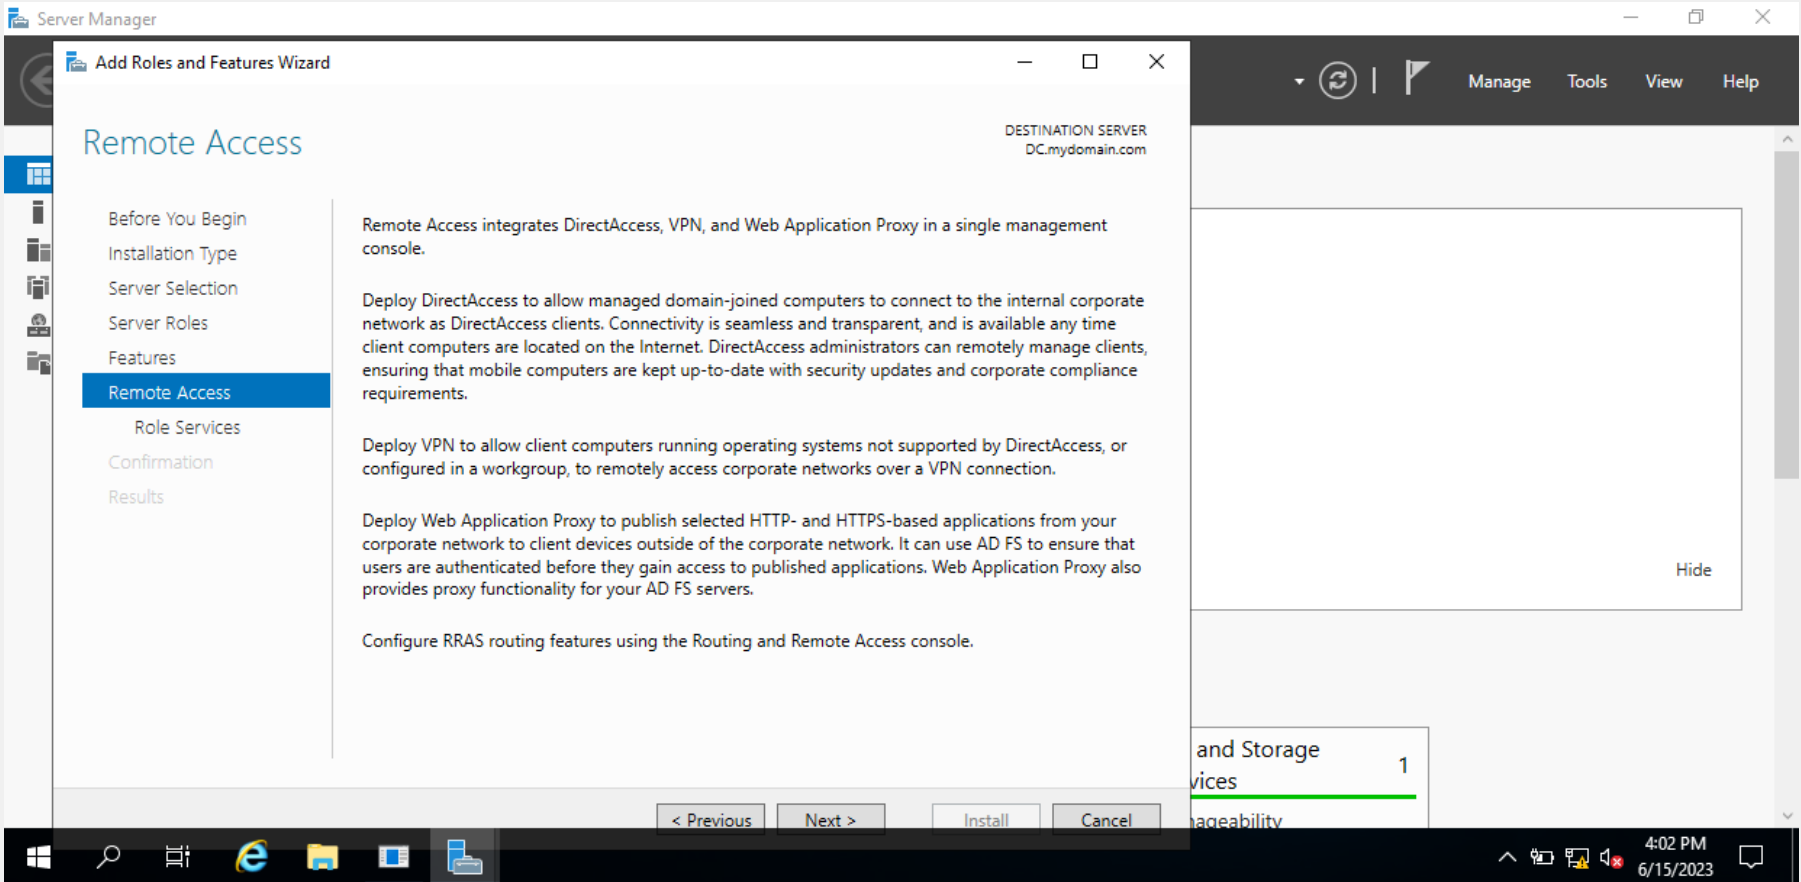 Server Manager
Add Roles and Features Wizard
Manage
Tools
View
Help
Remote Access
DESTINATION SERVER
DC.mydomain.com
Before You Begin
Installation Type
Server Selection
Server Roles
Features
Remote Access
Role Services
Confirmation
Results
Remote Access integrates DirectAccess, VPN, and Web Application Proxy in a single management
console.
Deploy DirectAccess to allow managed domain-joined computers to connect to the internal corporate
network as DirectAccess clients. Connectivity is seamless and transparent, and is available any time
client computers are located on the Internet. DirectAccess administrators can remotely manage clients,
ensuring that mobile computers are kept up-to-date with security updates and corporate compliance
requirements.
Deploy VPN to allow client computers running operating systems not supported by DirectAccess, or
configured in a workgroup, to remotely access corporate networks over a VPN connection.
Deploy Web Application Proxy to publish selected HTTP- and HTTPS-based applications from your
corporate network to client devices outside of the corporate network. It can use AD FS to ensure that
users are authenticated before they gain access to published applications. Web Application Proxy also
provides proxy functionality for your AD FS servers.
Configure RRAS routing features using the Routing and Remote Access console.
Hide
and Storage
vices
1
nageability
< Previous
Next >
Install
Cancel
4:02 PM
6/15/2023